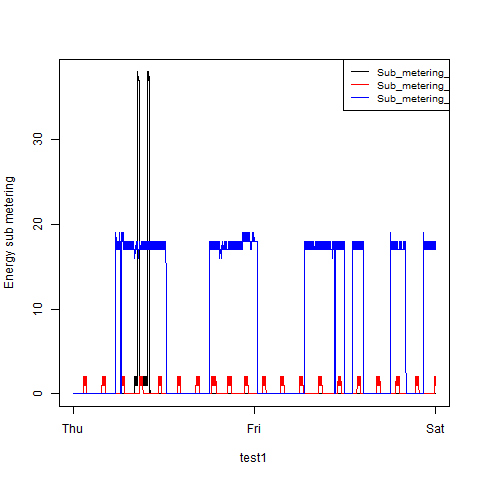 Sub_metering_
Sub_metering_
Sub_metering_
Energy sub metering
30
20
10
0
Thu Fri Sat
test1